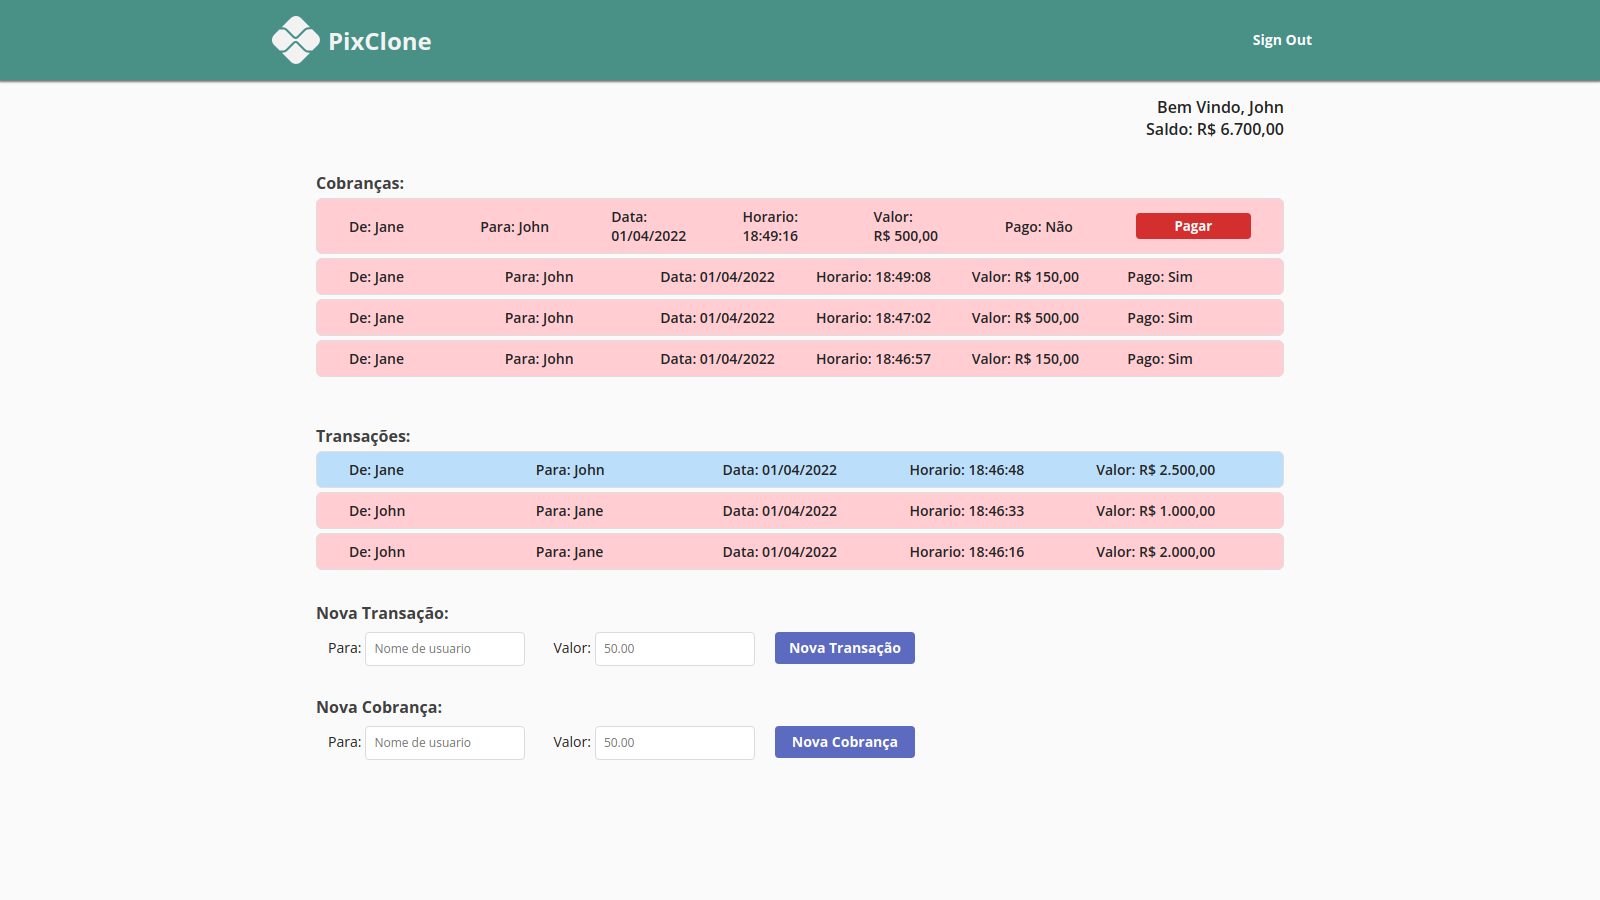 PixClone
Sign Out
Bem Vindo, John
Saldo: R$ 6.700,00
Cobranças:
De: Jane Para: John Data: 01/04/2022 Horario: 18:49:16 Valor: R$ 500,00 Pago: Não Pagar
De: Jane Para: John Data: 01/04/2022 Horario: 18:49:08 Valor: R$ 150,00 Pago: Sim
De: Jane Para: John Data: 01/04/2022 Horario: 18:47:02 Valor: R$ 500,00 Pago: Sim
De: Jane Para: John Data: 01/04/2022 Horario: 18:46:57 Valor: R$ 150,00 Pago: Sim
Transações:
De: Jane Para: John Data: 01/04/2022 Horario: 18:46:48 Valor: R$ 2.500,00
De: John Para: Jane Data: 01/04/2022 Horario: 18:46:33 Valor: R$ 1.000,00
De: John Para: Jane Data: 01/04/2022 Horario: 18:46:16 Valor: R$ 2.000,00
Nova Transação:
Para: Nome de usuario Valor: 50.00 Nova Transação
Nova Cobrança:
Para: Nome de usuario Valor: 50.00 Nova Cobrança